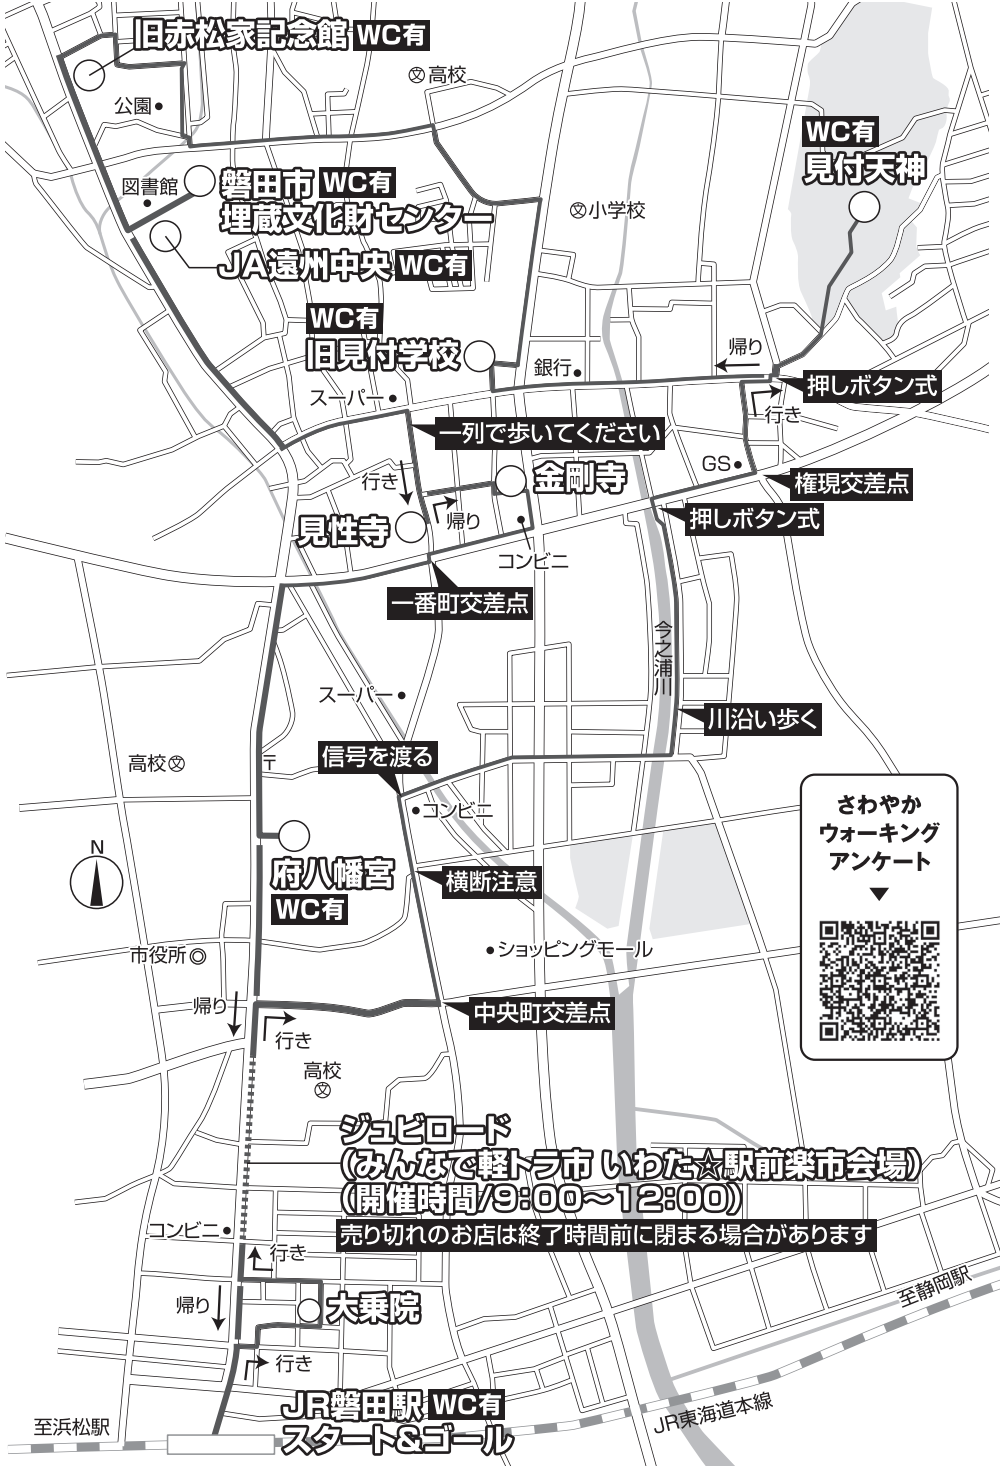 旧赤松家記念館 WC有
㊫高校
公園
WC有
見付天神
図書館
磐田市 WC有
埋蔵文化財センター
㊫小学校
JA遠州中央 WC有
WC有
旧見付学校
帰り
銀行
押しボタン式
スーパー
行き
一列で歩いてください
GS
行き
金剛寺
権現交差点
見性寺
帰り
押しボタン式
コンビニ
一番町交差点
今之浦川
スーパー
川沿い歩く
信号を渡る
高校㊫
〒
コンビニ
さわやか
ウォーキング
アンケート
N
府八幡宮
WC有
横断注意
市役所◎
ショッピングモール
帰り
中央町交差点
行き
高校
㊫
ジュビロード
(みんなで軽トラ市 いわた☆駅前楽市会場)
(開催時間/9:00〜12:00)
売り切れのお店は終了時間前に閉まる場合があります
コンビニ
行き
至静岡駅
帰り
大乗院
行き
JR磐田駅 WC有
スタート&ゴール
JR東海道本線
至浜松駅